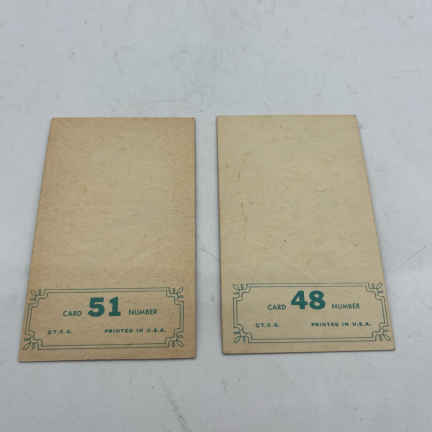 CARD 51 NUMBER
©T.C.G. PRINTED IN U.S.A.
CARD 48 NUMBER
©T.C.G. PRINTED IN U.S.A.